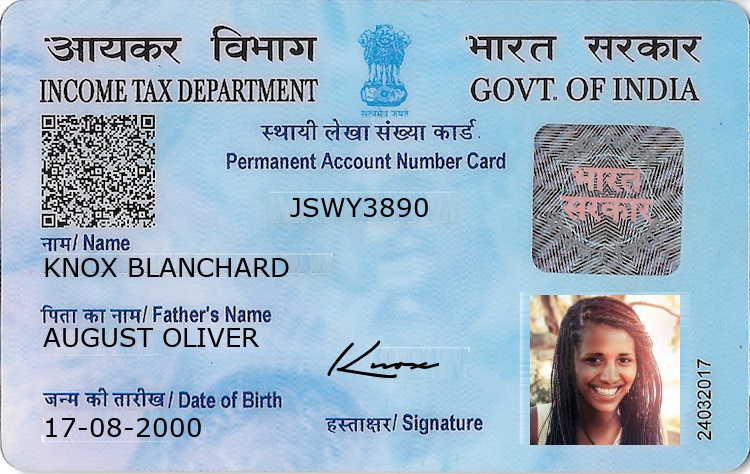 आयकर विभाग
INCOME TAX DEPARTMENT
सत्यमेव जयते
भारत सरकार
GOVT. OF INDIA
स्थायी लेखा संख्या कार्ड
Permanent Account Number Card
JSWY3890
भारत
सरकार
नाम/ Name
KNOX BLANCHARD
पिता का नाम/ Father's Name
AUGUST OLIVER
जन्म की तारीख / Date of Birth
17-08-2000
Knox
हस्ताक्षर/ Signature
24032017